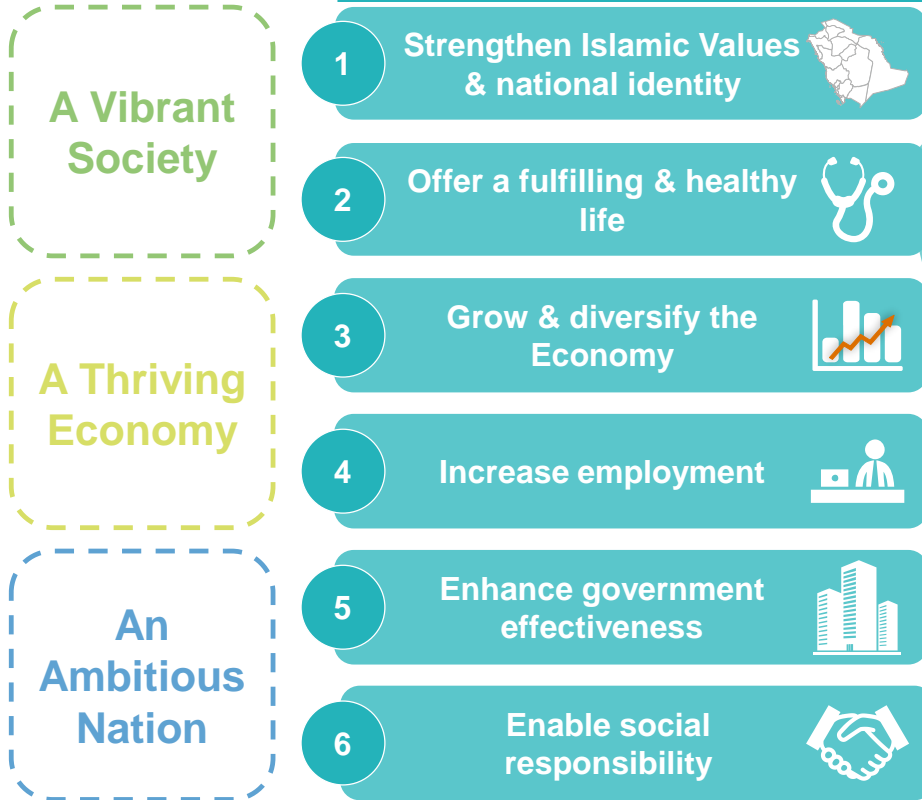 A Vibrant
Society
1
Strengthen Islamic Values
& national identity
2
Offer a fulfilling & healthy
life
A Thriving
Economy
3
Grow & diversify the
Economy
4
Increase employment
An
Ambitious
Nation
5
Enhance government
effectiveness
6
Enable social
responsibility